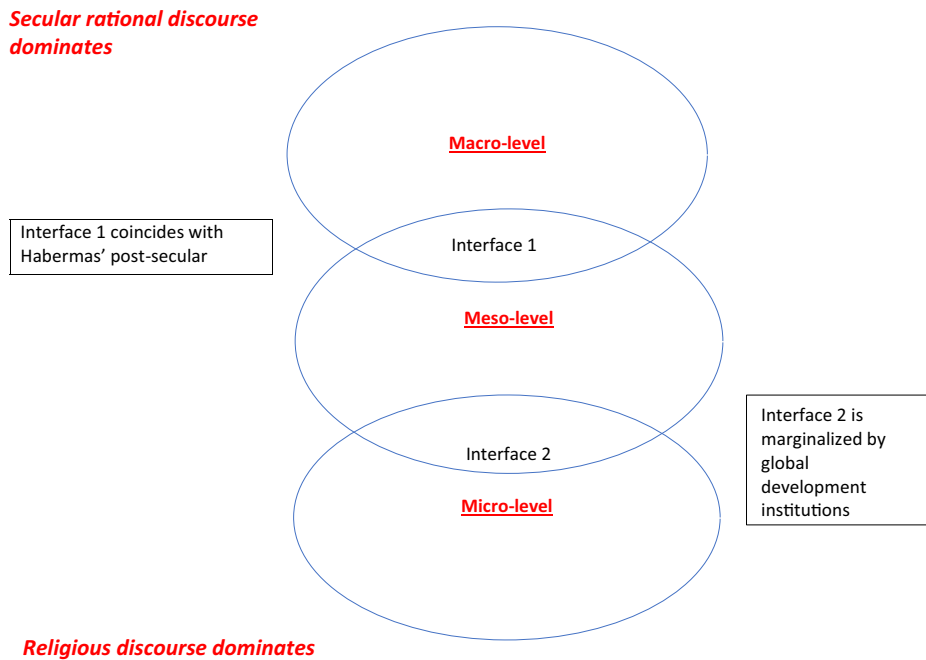 Secular rational discourse
dominates
Macro-level
Interface 1 coincides with
Habermas’ post-secular
Interface 1
Meso-level
Interface 2 is
marginalized by
global
development
institutions
Interface 2
Micro-level
Religious discourse dominates